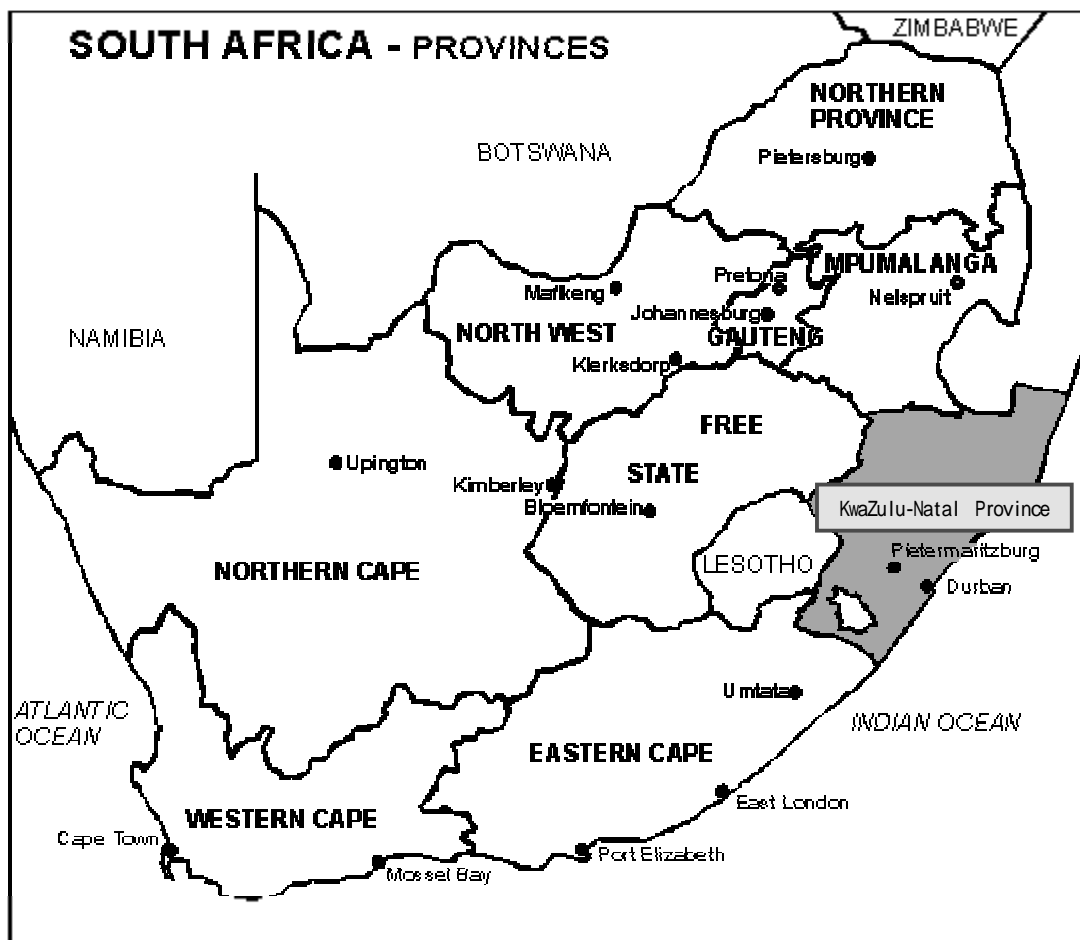 SOUTH AFRICA - PROVINCES
ZIMBABWE
NORTHERN
PROVINCE
BOTSWANA
Pietersburg
MPUMALANGA
Pretoria
Mafikeng
Nelspruit
Johannesburg
NAMIBIA
NORTH WEST
GAUTENG
Klerksdorp
FREE
STATE
Upington
Kimberley
Bloemfontein
KwaZulu-Natal Province
Pietermaritzburg
LESOTHO
NORTHERN CAPE
Durban
Umtata
ATLANTIC
OCEAN
INDIAN OCEAN
EASTERN CAPE
East London
WESTERN CAPE
Cape Town
Port Elizabeth
Mossel Bay